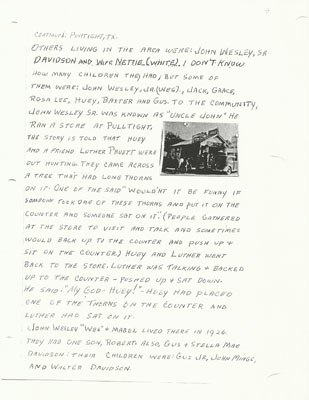 CONTINUED: PULLTIGHT, TX.
OTHERS LIVING IN THE AREA WERE: JOHN WESLEY, SR
DAVIDSON AND WIFE NETTIE (WHITE). I DON'T KNOW
HOW MANY CHILDREN THEY HAD, BUT SOME OF
THEM WERE: JOHN WESLEY JR. (WES)., JACK, GRACE,
ROSA LEE, HUEY, BAXTER AND GUS. TO THE COMMUNITY,
JOHN WESLEY SR. WAS KNOWN AS "UNCLE JOHN" HE
RAN A STORE AT PULLTIGHT.
THE STORY IS TOLD THAT HUEY
AND A FRIEND LUTHER PRUETT WERE
OUT HUNTING. THEY CAME ACROSS
A TREE THAT HAD LONG THORNS
ON IT. ONE OF THE SAID "WOULDN'T IT BE FUNNY IF
SOMEONE TOOK ONE OF THESE THORNS AND PUT IT ON THE
COUNTER AND SOMEONE SAT ON IT". (PEOPLE GATHERED
AT THE STORE TO VISIT AND TALK AND SOMETIMES
WOULD BACK UP TO THE COUNTER AND PUSH UP &
SIT ON THE COUNTER) HUEY AND LUTHER WENT
BACK TO THE STORE. LUTHER WAS TALKING & BACKED
UP TO THE COUNTER - PUSHED UP & SAT DOWN.
HE SAID: "MY GOD - HUEY!" - HUEY HAD PLACED
ONE OF THE THORNS ON THE COUNTER AND
LUTHER HAD SAT ON IT.
JOHN WESLEY "WES" & MABEL LIVED THERE IN 1926.
THEY HAD ONE SON, ROBERT. ALSO, GUS & STELLA MAE
DAVIDSON: THEIR CHILDREN WERE: GUS JR, JOHN
AND WALTER DAVIDSON.